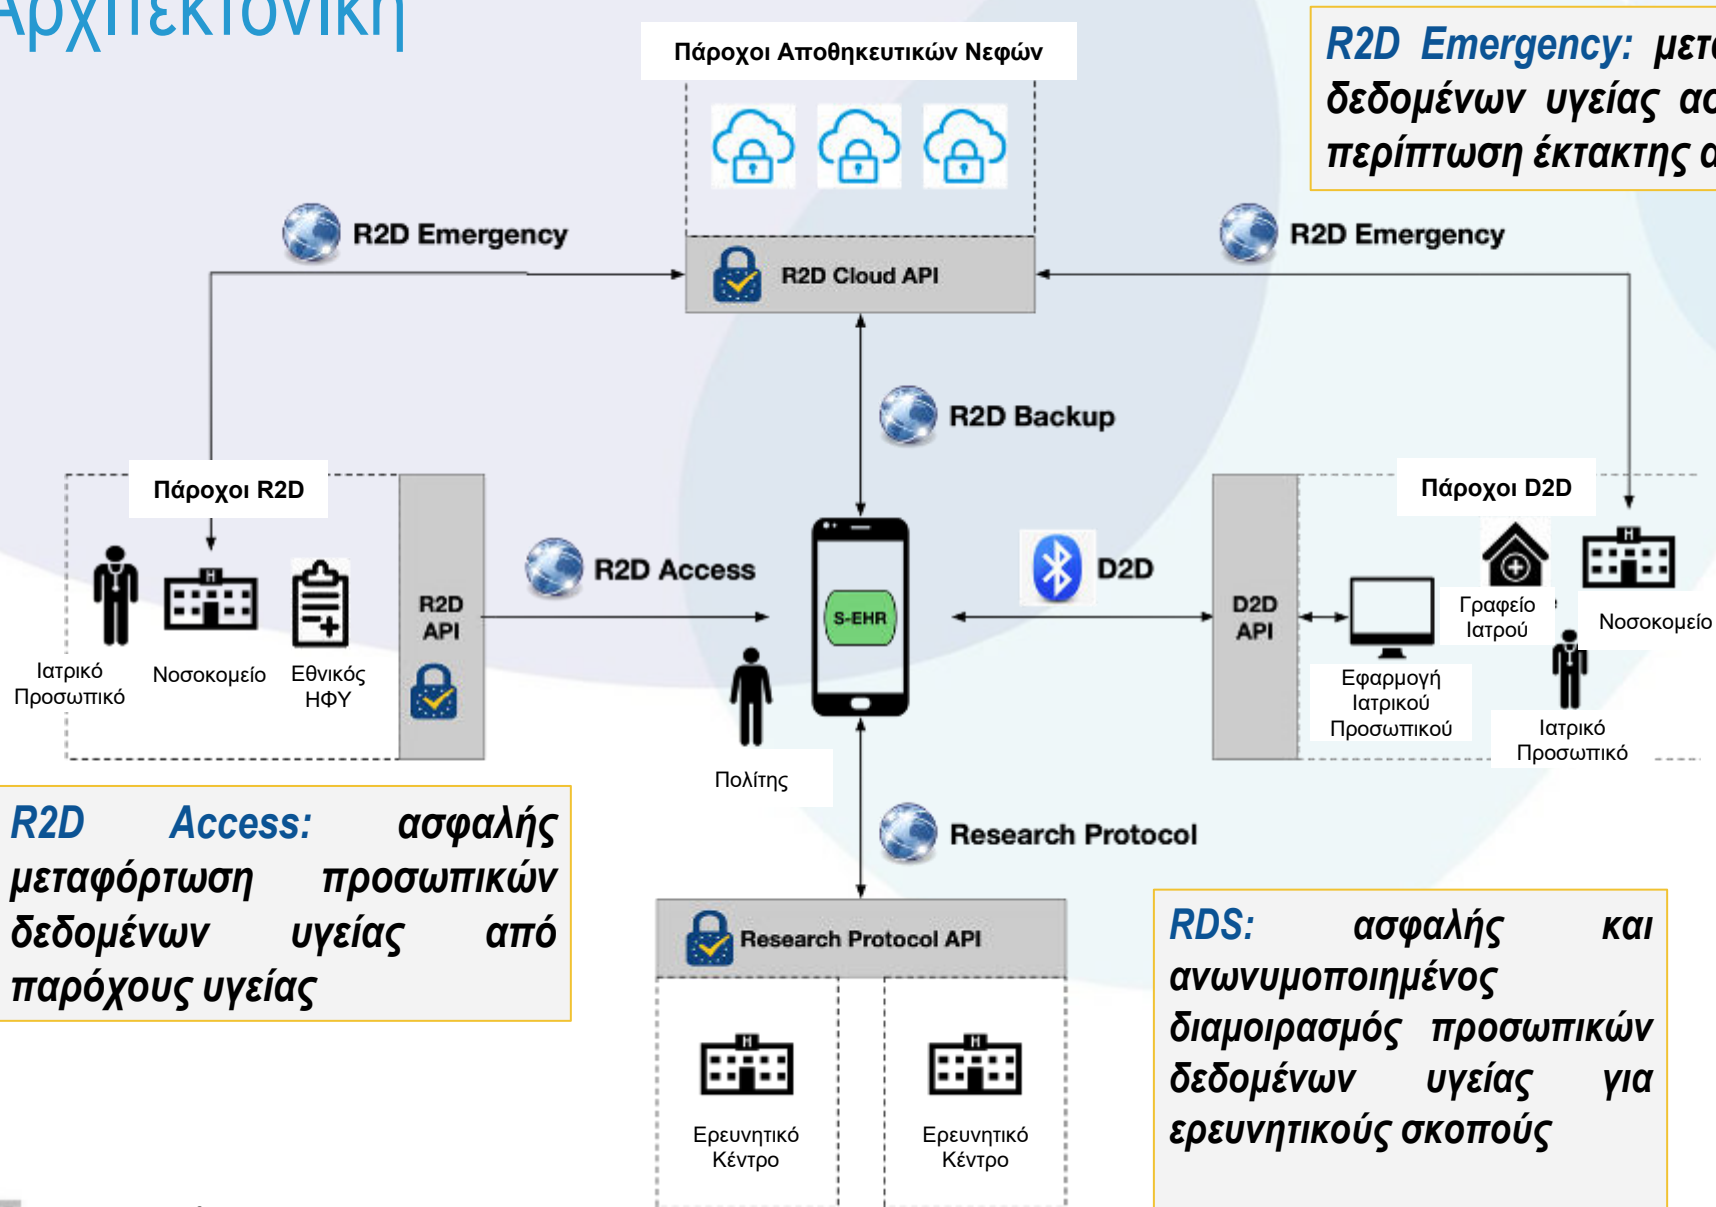 Αρχιτεκτονική
Πάροχοι Αποθηκευτικών Νεφών
R2D Emergency:
δεδομένων υγείας
περίπτωση έκτακτης
R2D Emergency
R2D Emergency
R2D Cloud API
R2D Backup
Πάροχοι R2D
Πάροχοι D2D
R2D Access
D2D
R2D
API
S-EHR
D2D
API
Ιατρικό
Προσωπικό
Νοσοκομείο
Εθνικός
ΗΦΥ
Γραφείο
Ιατρού
Νοσοκομείο
Εφαρμογή
Ιατρικού
Προσωπικού
Ιατρικό
Προσωπικό
Πολίτης
R2D Access: ασφαλής
μεταφόρτωση προσωπικών
δεδομένων υγείας από
παρόχους υγείας
Research Protocol
Research Protocol API
Ερευνητικό
Κέντρο
Ερευνητικό
Κέντρο
RDS: ασφαλής και
ανωνυμοποιημένος
διαμοιρασμός προσωπικών
δεδομένων υγείας για
ερευνητικούς σκοπούς